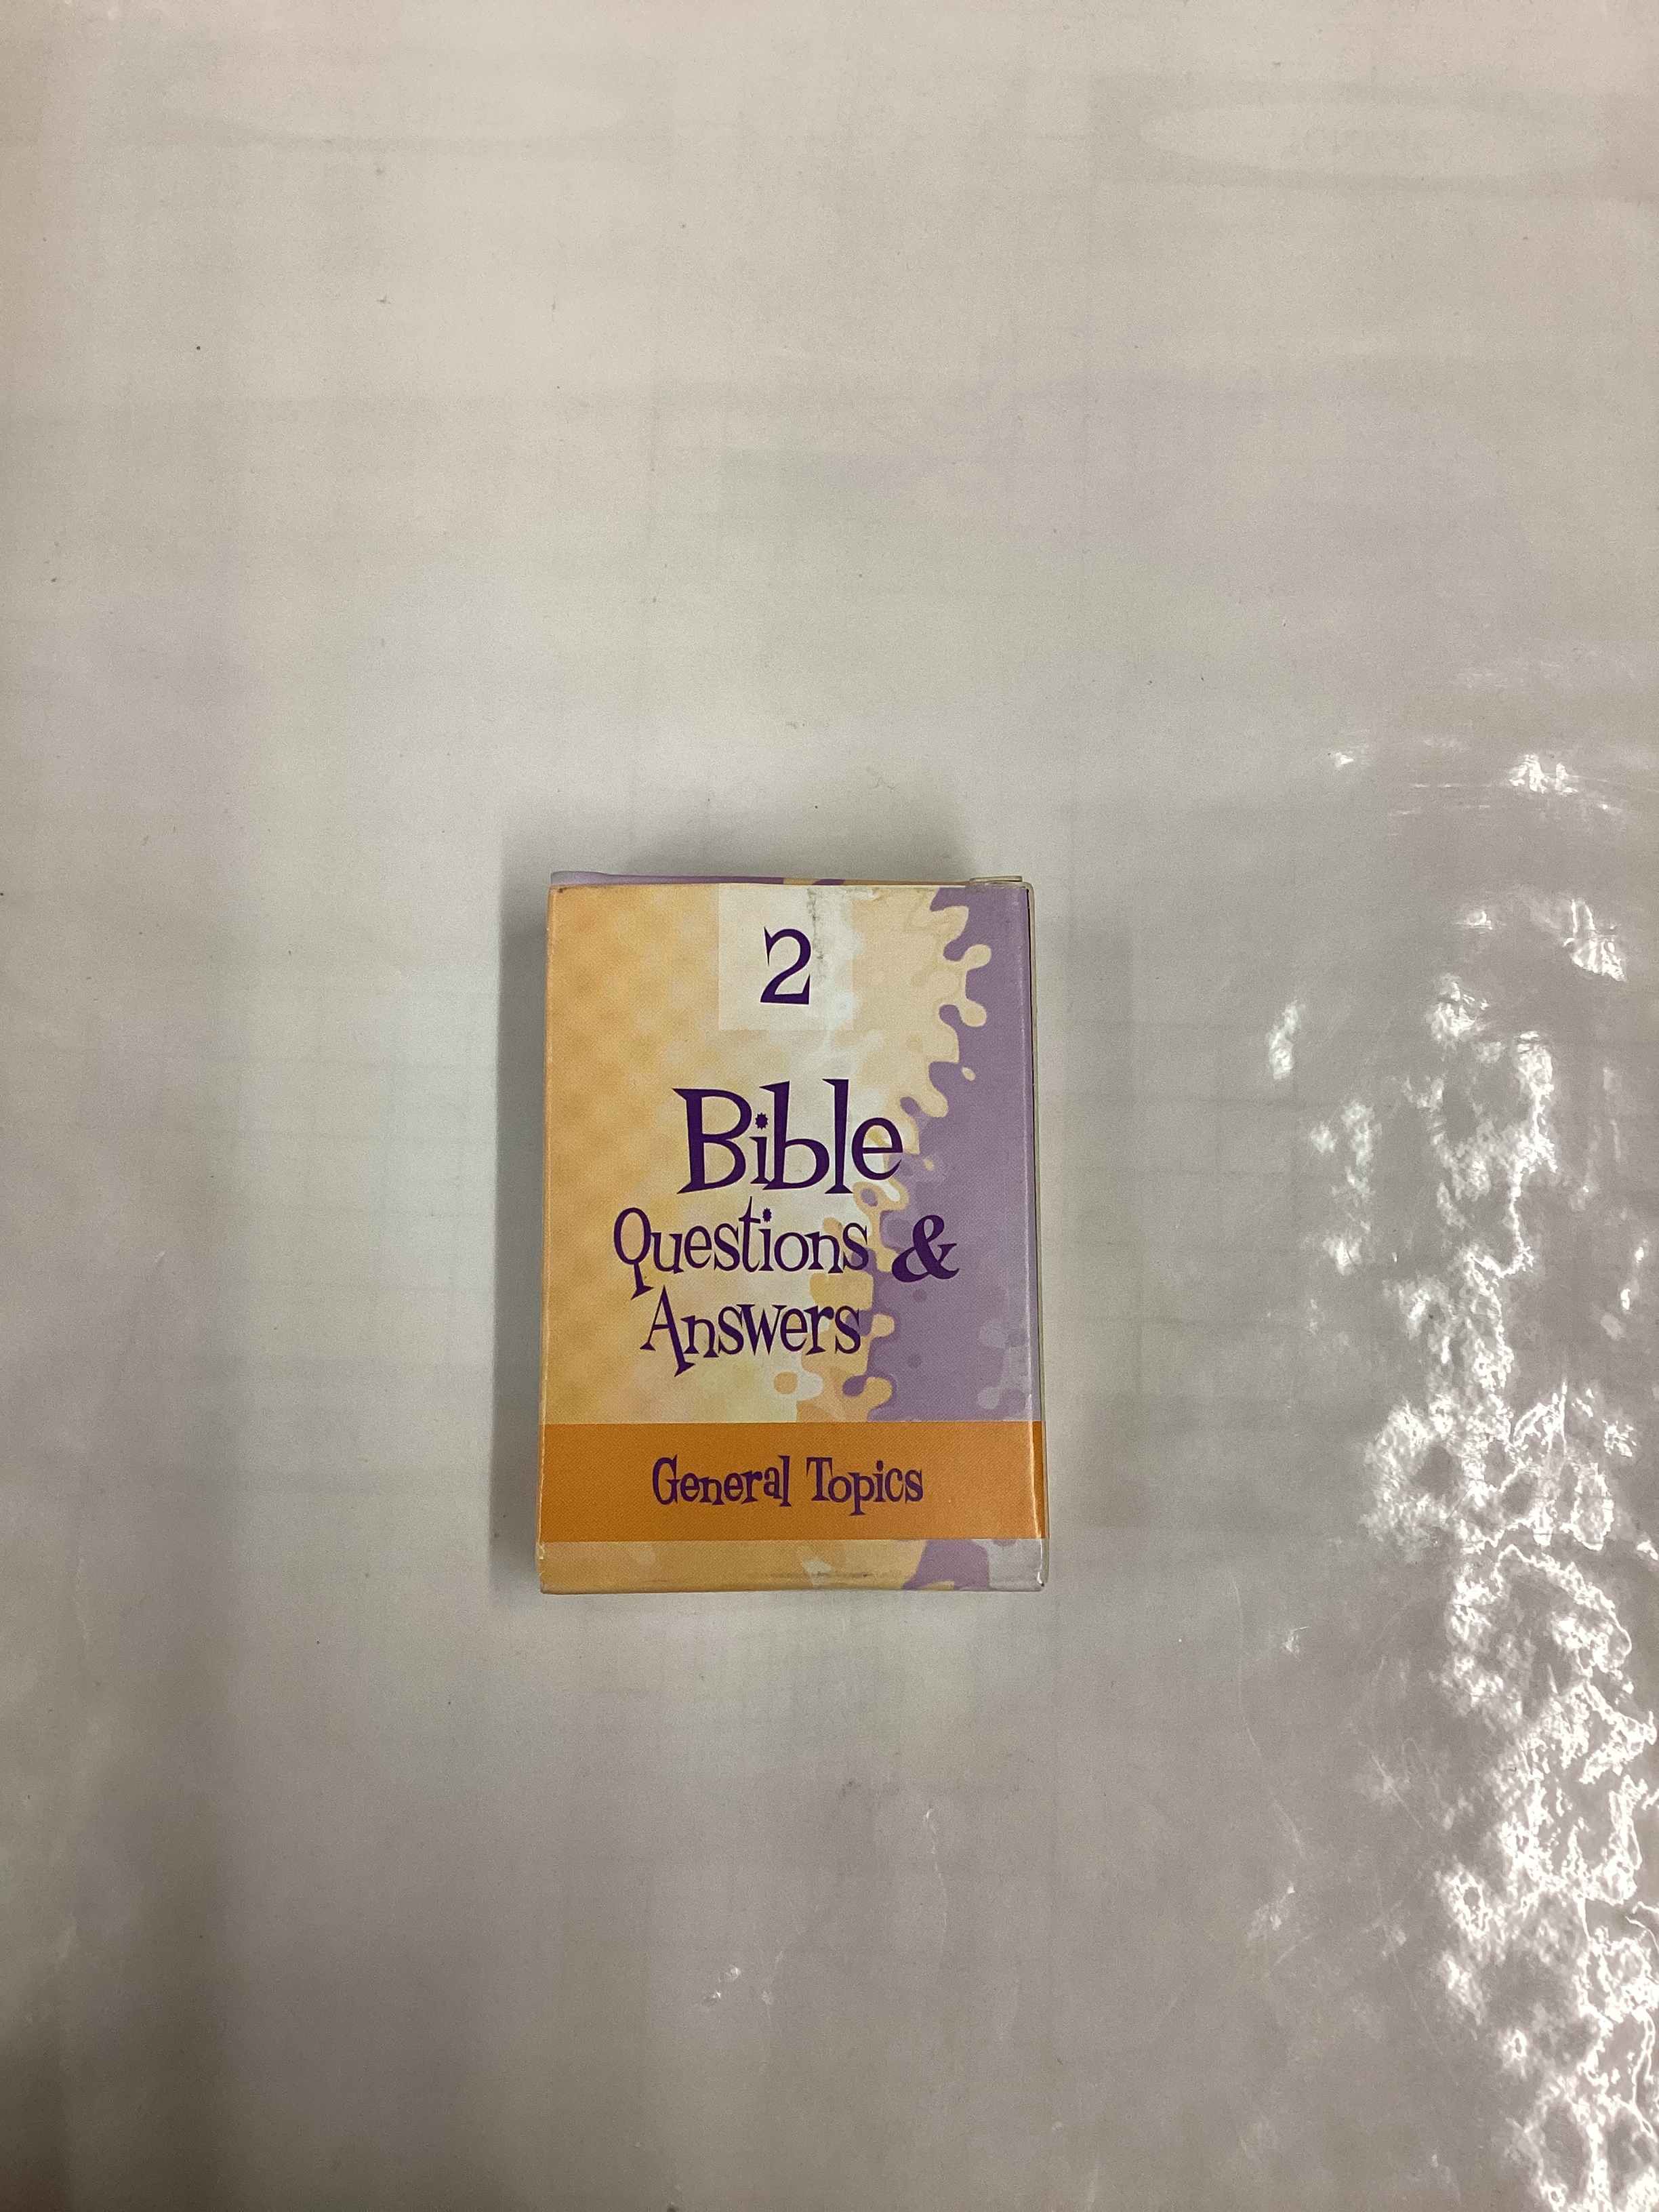 2
Bible
Questions &
Answers
General Topics